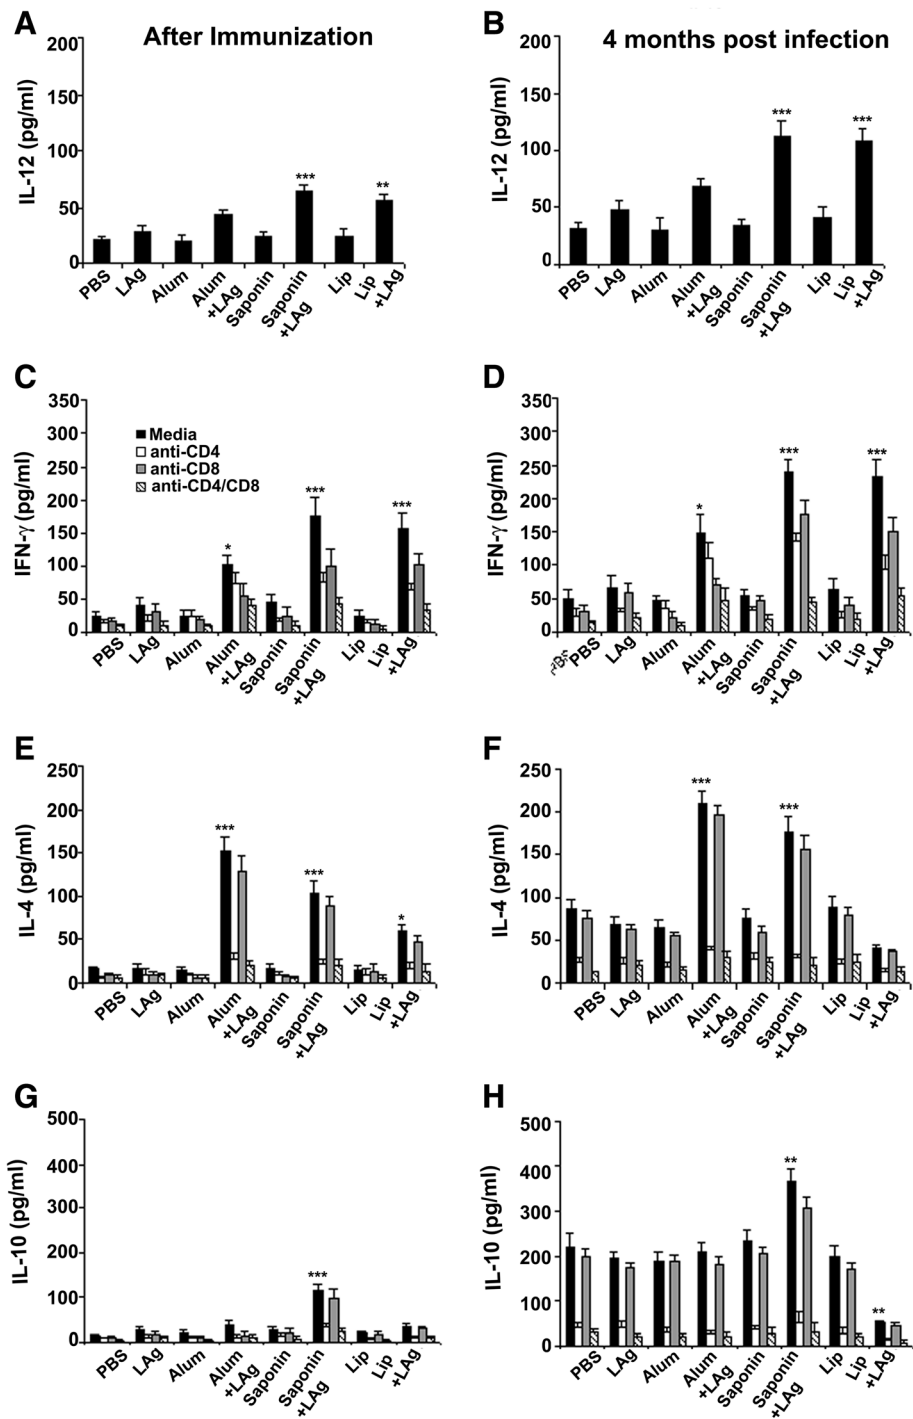 A
After Immunization
IL-12 (pg/ml)
200
150
100
50
0
PBS
LAg
Alum
Alum
+LAg
Saponin
Saponin
+LAg
Lip
Lip
+LAg
**
***
B
4 months post infection
IL-12 (pg/ml)
200
150
100
50
0
PBS
LAg
Alum
Alum
+LAg
Saponin
Saponin
+LAg
Lip
Lip
+LAg
***
***
C
IFN-γ (pg/ml)
350
300
250
200
150
100
50
0
Media
anti-CD4
anti-CD8
anti-CD4/CD8
*
***
***
PBS
LAg
Alum
Alum
+LAg
Saponin
Saponin
+LAg
Lip
Lip
+LAg
D
IFN-γ (pg/ml)
350
300
250
200
150
100
50
0
*
***
***
PBS
LAg
Alum
Alum
+LAg
Saponin
Saponin
+LAg
Lip
Lip
+LAg
E
IL-4 (pg/ml)
250
200
150
100
50
0
***
***
*
PBS
LAg
Alum
Alum
+LAg
Saponin
Saponin
+LAg
Lip
Lip
+LAg
F
IL-4 (pg/ml)
250
200
150
100
50
0
***
***
PBS
LAg
Alum
Alum
+LAg
Saponin
Saponin
+LAg
Lip
Lip
+LAg
G
IL-10 (pg/ml)
500
400
300
200
100
0
***
PBS
LAg
Alum
Alum
+LAg
Saponin
Saponin
+LAg
Lip
Lip
+LAg
H
IL-10 (pg/ml)
500
400
300
200
100
0
**
**
PBS
LAg
Alum
Alum
+LAg
Saponin
Saponin
+LAg
Lip
Lip
+LAg